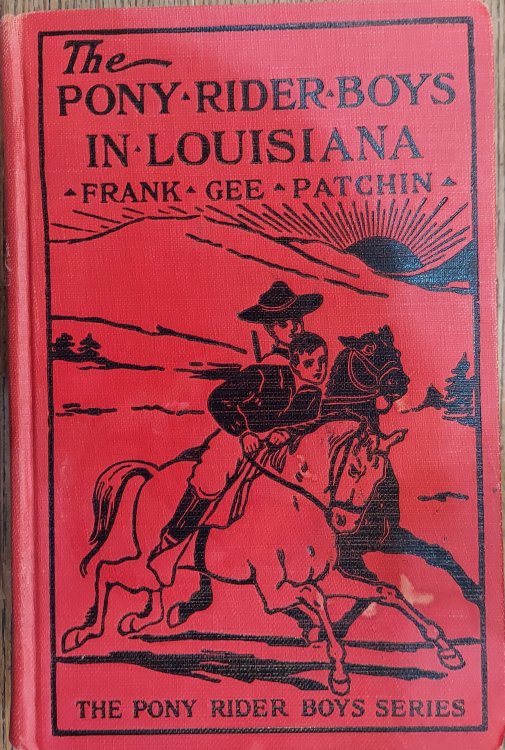 The
PONY RIDER BOYS
IN LOUISIANA
FRANK GEE PATCHIN
THE PONY RIDER BOYS SERIES